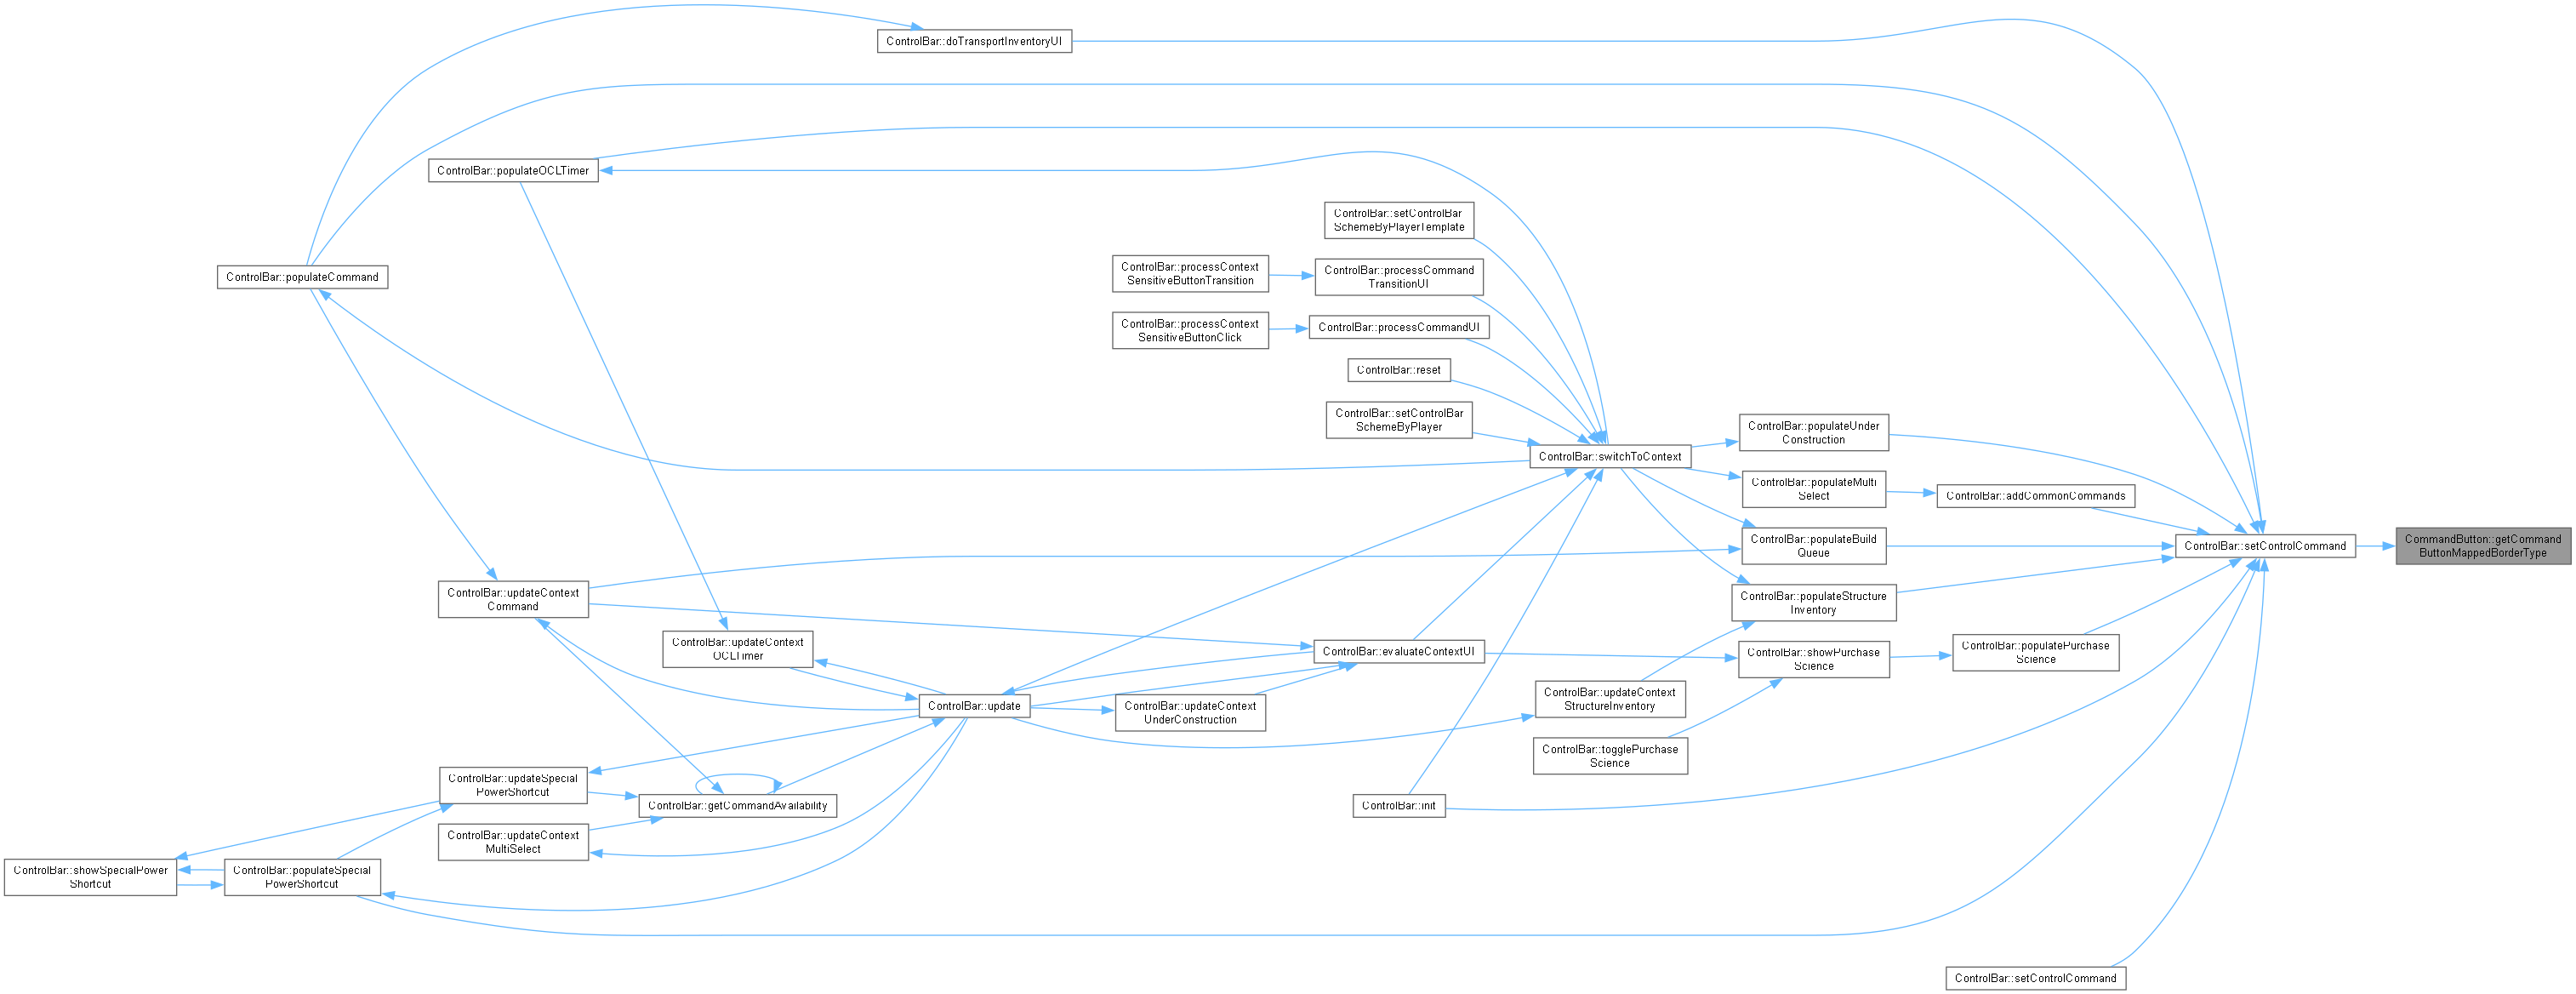 ControlBar::doTransportInventoryUI
ControlBar::populateOCLTimer
ControlBar::setControlBar
SchemeByPlayerTemplate
ControlBar::processContext
SensitiveButtonTransition
ControlBar::processCommand
TransitionUI
ControlBar::populateCommand
ControlBar::processContext
SensitiveButtonClick
ControlBar::processCommandUI
ControlBar::reset
ControlBar::setControlBar
SchemeByPlayer
ControlBar::populateUnder
Construction
ControlBar::switchToContext
ControlBar::populateMulti
Select
ControlBar::addCommonCommands
ControlBar::populateBuild
Queue
ControlBar::setControlCommand
CommandButton::getCommand
ButtonMappedBorderType
ControlBar::updateContext
Command
ControlBar::populateStructure
Inventory
ControlBar::updateContext
OCLTimer
ControlBar::evaluateContextUI
ControlBar::showPurchase
Science
ControlBar::populatePurchase
Science
ControlBar::update
ControlBar::updateContext
UnderConstruction
ControlBar::updateContext
StructureInventory
ControlBar::togglePurchase
Science
ControlBar::updateSpecial
PowerShortcut
ControlBar::getCommandAvailability
ControlBar::init
ControlBar::updateContext
MultiSelect
ControlBar::showSpecialPower
Shortcut
ControlBar::populateSpecial
PowerShortcut
ControlBar::setControlCommand